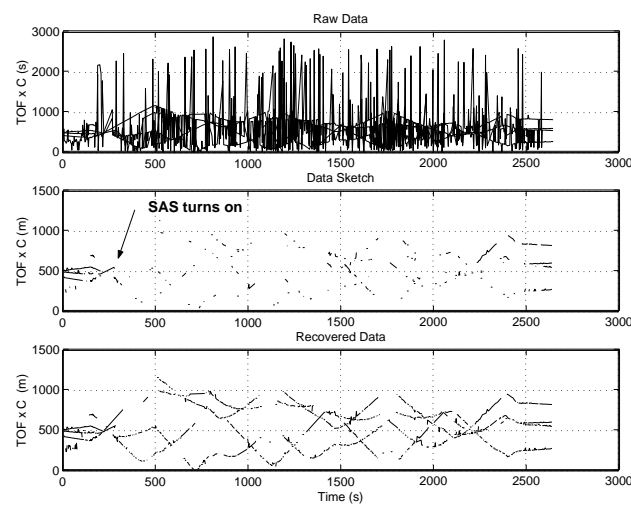 Raw Data
3000
2000
1000
0
TOF x C (s)
0 500 1000 1500 2000 2500 3000
Data Sketch
1500
1000
500
0
TOF x C (m)
SAS turns on
0 500 1000 1500 2000 2500 3000
Recovered Data
1500
1000
500
0
TOF x C (m)
0 500 1000 1500 2000 2500 3000
Time (s)